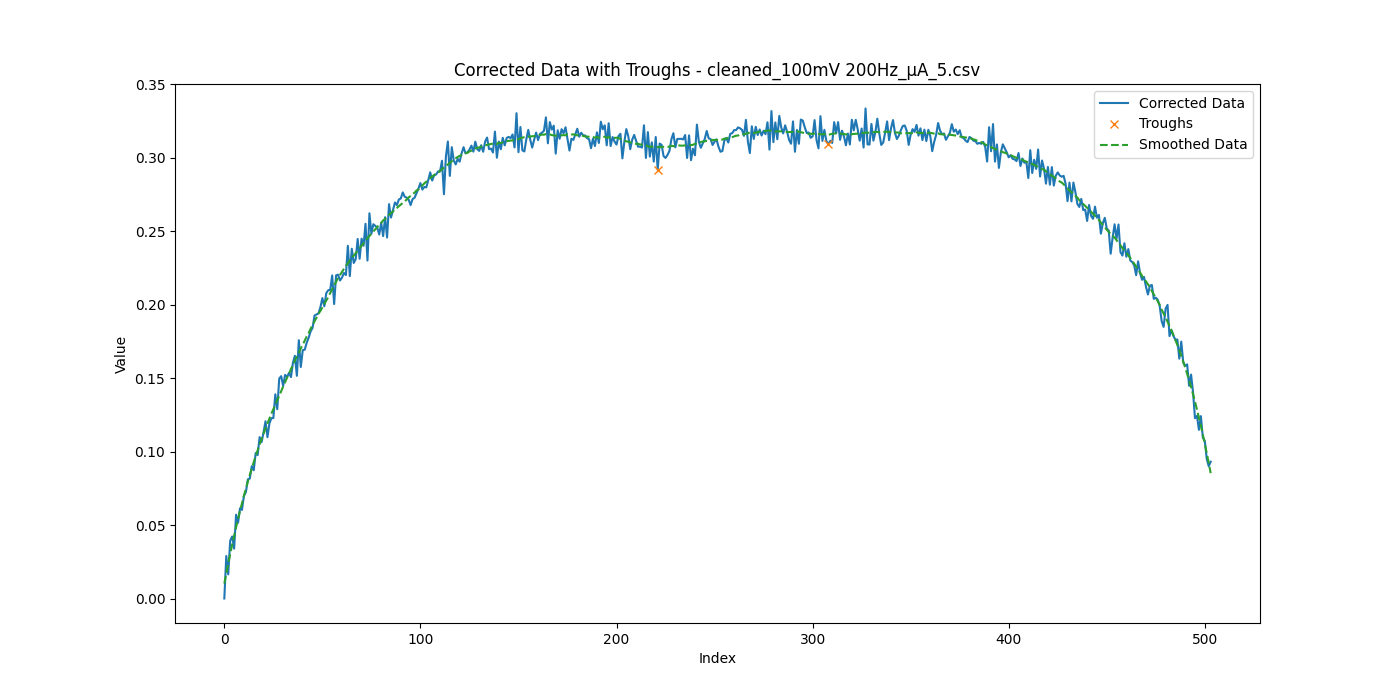 Corrected Data with Troughs - cleaned_100mV 200Hz_µA_5.csv
0.35
0.30
0.25
0.20
0.15
0.10
0.05
0.00
Value
Corrected Data
Troughs
Smoothed Data
0 100 200 300 400 500
Index